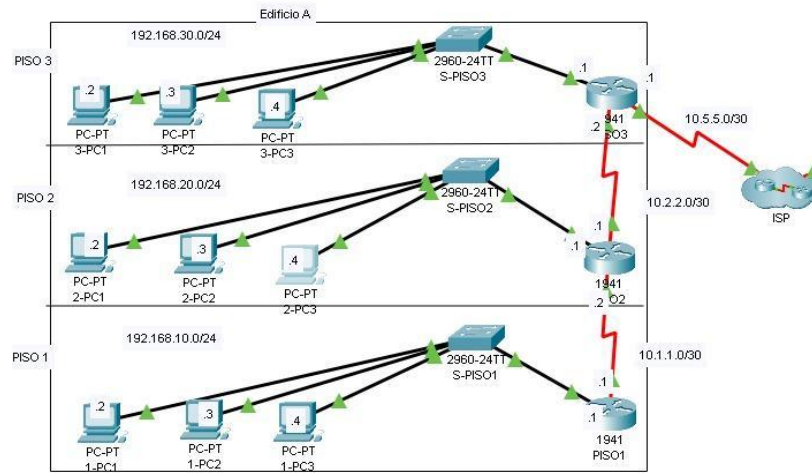 Edificio A
192.168.30.0/24
PISO 3
2960-24TT
S-PISO3
.1
.1
941
SO3
.2
10.5.5.0/30
ISP
.2
.3
.4
PC-PT
3-PC1
PC-PT
3-PC2
PC-PT
3-PC3
192.168.20.0/24
PISO 2
2960-24TT
S-PISO2
10.2.2.0/30
.1
.1
1941
O2
.2
.2
.3
.4
PC-PT
2-PC1
PC-PT
2-PC2
PC-PT
2-PC3
192.168.10.0/24
PISO 1
2960-24TT
S-PISO1
10.1.1.0/30
.1
.1
1941
PISO1
.2
.3
.4
PC-PT
1-PC1
PC-PT
1-PC2
PC-PT
1-PC3